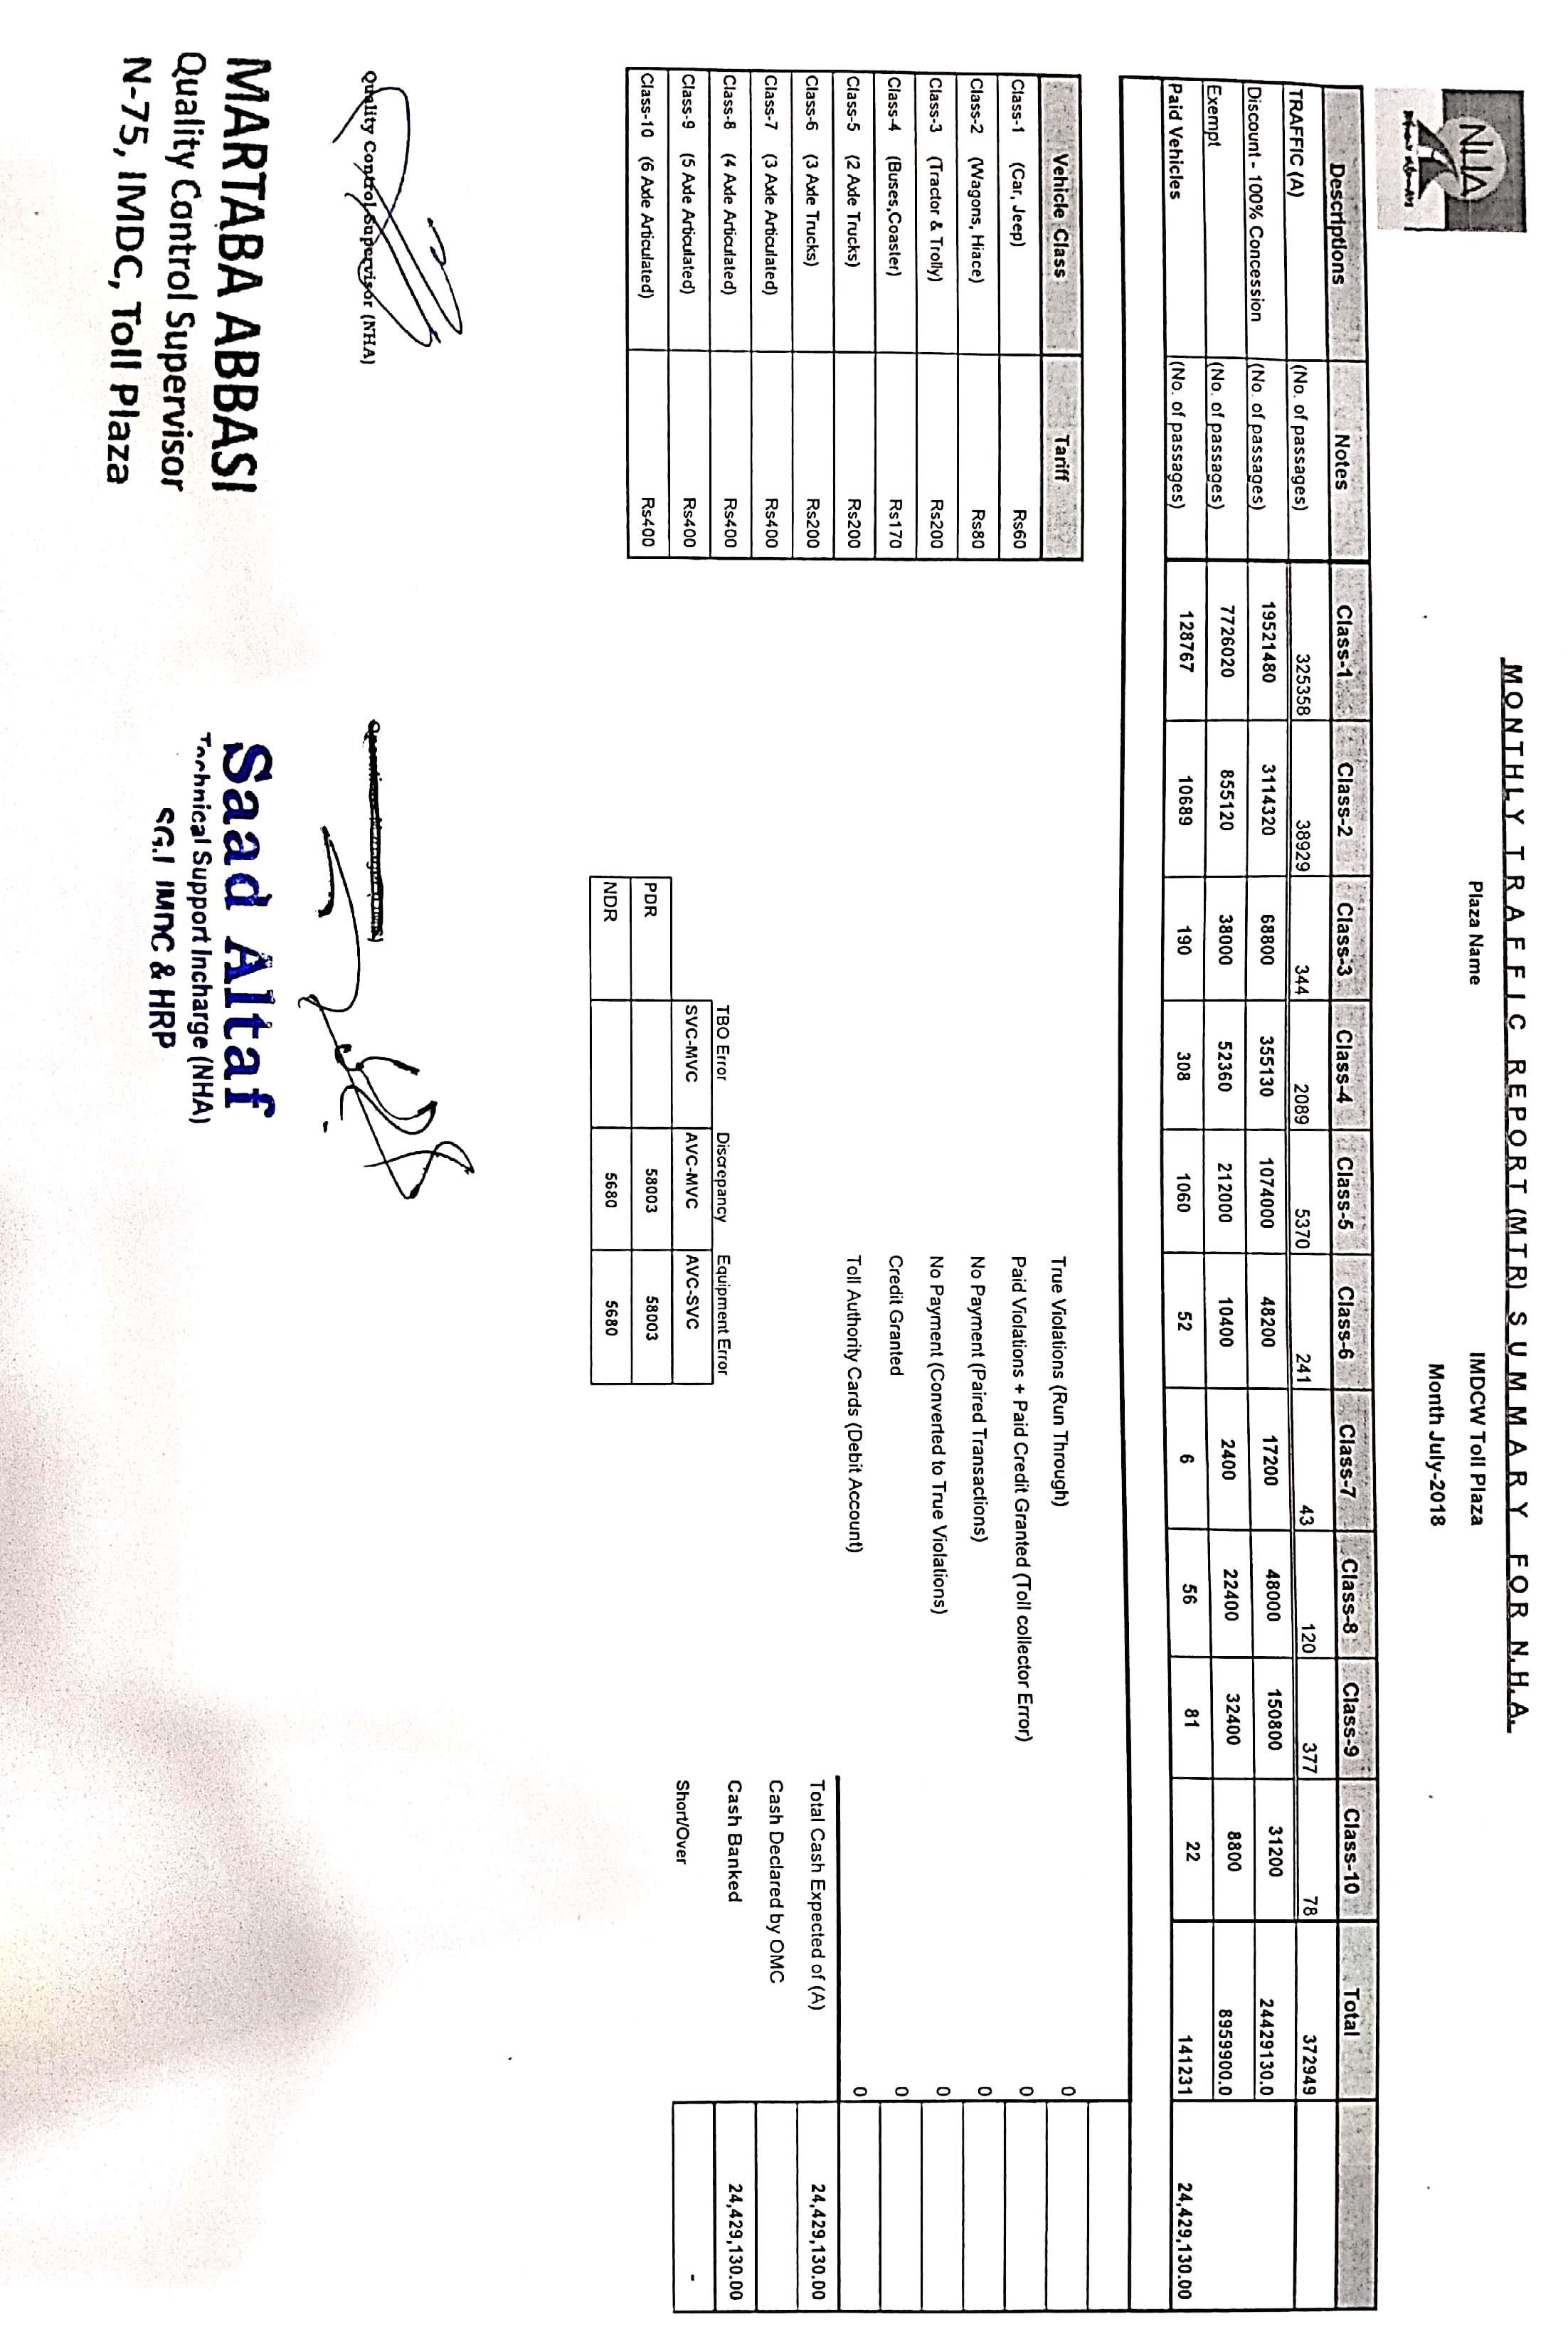 NHA
MONTHLY TRAFFIC REPORT (MTR) SUMMARY FOR N.H.A.
Plaza Name IMDCW Toll Plaza
Month July-2018
Descriptions Notes Class-1 Class-2 Class-3 Class-4 Class-5 Class-6 Class-7 Class-8 Class-9 Class-10 Total
TRAFFIC (A) (No. of passages) 325358 38929 344 2089 5370 241 43 120 377 78 372949
Discount - 100% Concession (No. of passages) 19521480 3114320 68800 355130 1074000 48200 17200 48000 150800 31200 24429130.0
Exempt (No. of passages) 7726020 855120 38000 52360 212000 10400 2400 22400 32400 8800 8959900.0
Paid Vehicles (No. of passages) 128767 10689 190 308 1060 52 6 56 81 22 141231 24,429,130.00
Vehicle Class Tariff
Class-1 (Car, Jeep) Rs60
Class-2 (Wagons, Hiace) Rs80
Class-3 (Tractor & Trolly) Rs200
Class-4 (Buses,Coaster) Rs170
Class-5 (2 Axle Trucks) Rs200
Class-6 (3 Axle Trucks) Rs200
Class-7 (3 Axle Articulated) Rs400
Class-8 (4 Axle Articulated) Rs400
Class-9 (5 Axle Articulated) Rs400
Class-10 (6 Axle Articulated) Rs400
True Violations (Run Through) 0
Paid Violations + Paid Credit Granted (Toll collector Error) 0
No Payment (Paired Transactions) 0
No Payment (Converted to True Violations) 0
Credit Granted 0
Toll Authority Cards (Debit Account) 0
Total Cash Expected of (A) 24,429,130.00
Cash Declared by OMC
Cash Banked 24,429,130.00
Short/Over -
TBO Error Discrepancy Equipment Error
SVC-MVC AVC-MVC AVC-SVC
PDR 58003 58003
NDR 5680 5680
Quality Control Supervisor (NHA)
MARTABA ABBASI
Quality Control Supervisor
N-75, IMDC, Toll Plaza
Saad Altaf
Technical Support Incharge (NHA)
SG.I IMDC & HRP